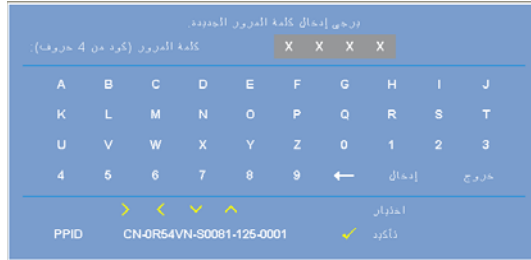 يرجى إدخال كلمة المرور الجديدة.
كلمة المرور (كود من 4 حروف): X X X X
A B C D E F G H I J
K L M N O P Q R S T
U V W X Y Z 0 1 2 3
4 5 6 7 8 9 ← إدخال خروج
اختيار
PPID CN-0R54VN-S0081-125-0001 ✓ تأكيد